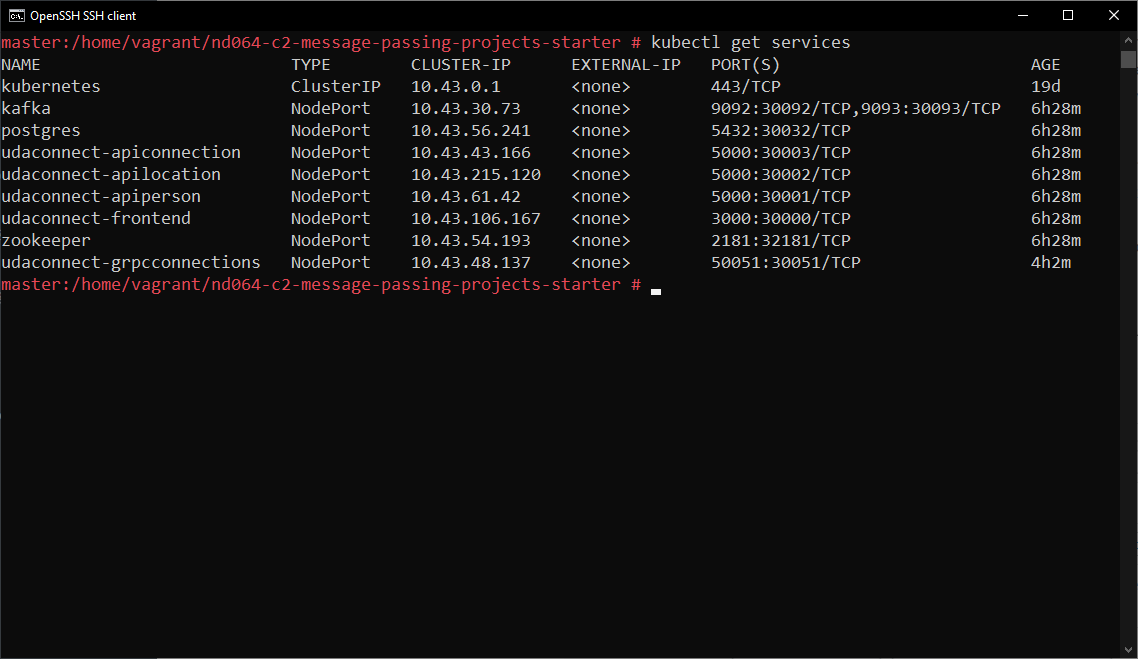 OpenSSH SSH client
master:/home/vagrant/nd064-c2-message-passing-projects-starter # kubectl get services
NAME TYPE CLUSTER-IP EXTERNAL-IP PORT(S) AGE
kubernetes ClusterIP 10.43.0.1 <none> 443/TCP 19d
kafka NodePort 10.43.30.73 <none> 9092:30092/TCP,9093:30093/TCP 6h28m
postgres NodePort 10.43.56.241 <none> 5432:30032/TCP 6h28m
udaconnect-apiconnection NodePort 10.43.43.166 <none> 5000:30003/TCP 6h28m
udaconnect-apilocation NodePort 10.43.215.120 <none> 5000:30002/TCP 6h28m
udaconnect-apiperson NodePort 10.43.61.42 <none> 5000:30001/TCP 6h28m
udaconnect-frontend NodePort 10.43.106.167 <none> 3000:30000/TCP 6h28m
zookeeper NodePort 10.43.54.193 <none> 2181:32181/TCP 6h28m
udaconnect-grpcconnections NodePort 10.43.48.137 <none> 50051:30051/TCP 4h2m
master:/home/vagrant/nd064-c2-message-passing-projects-starter #